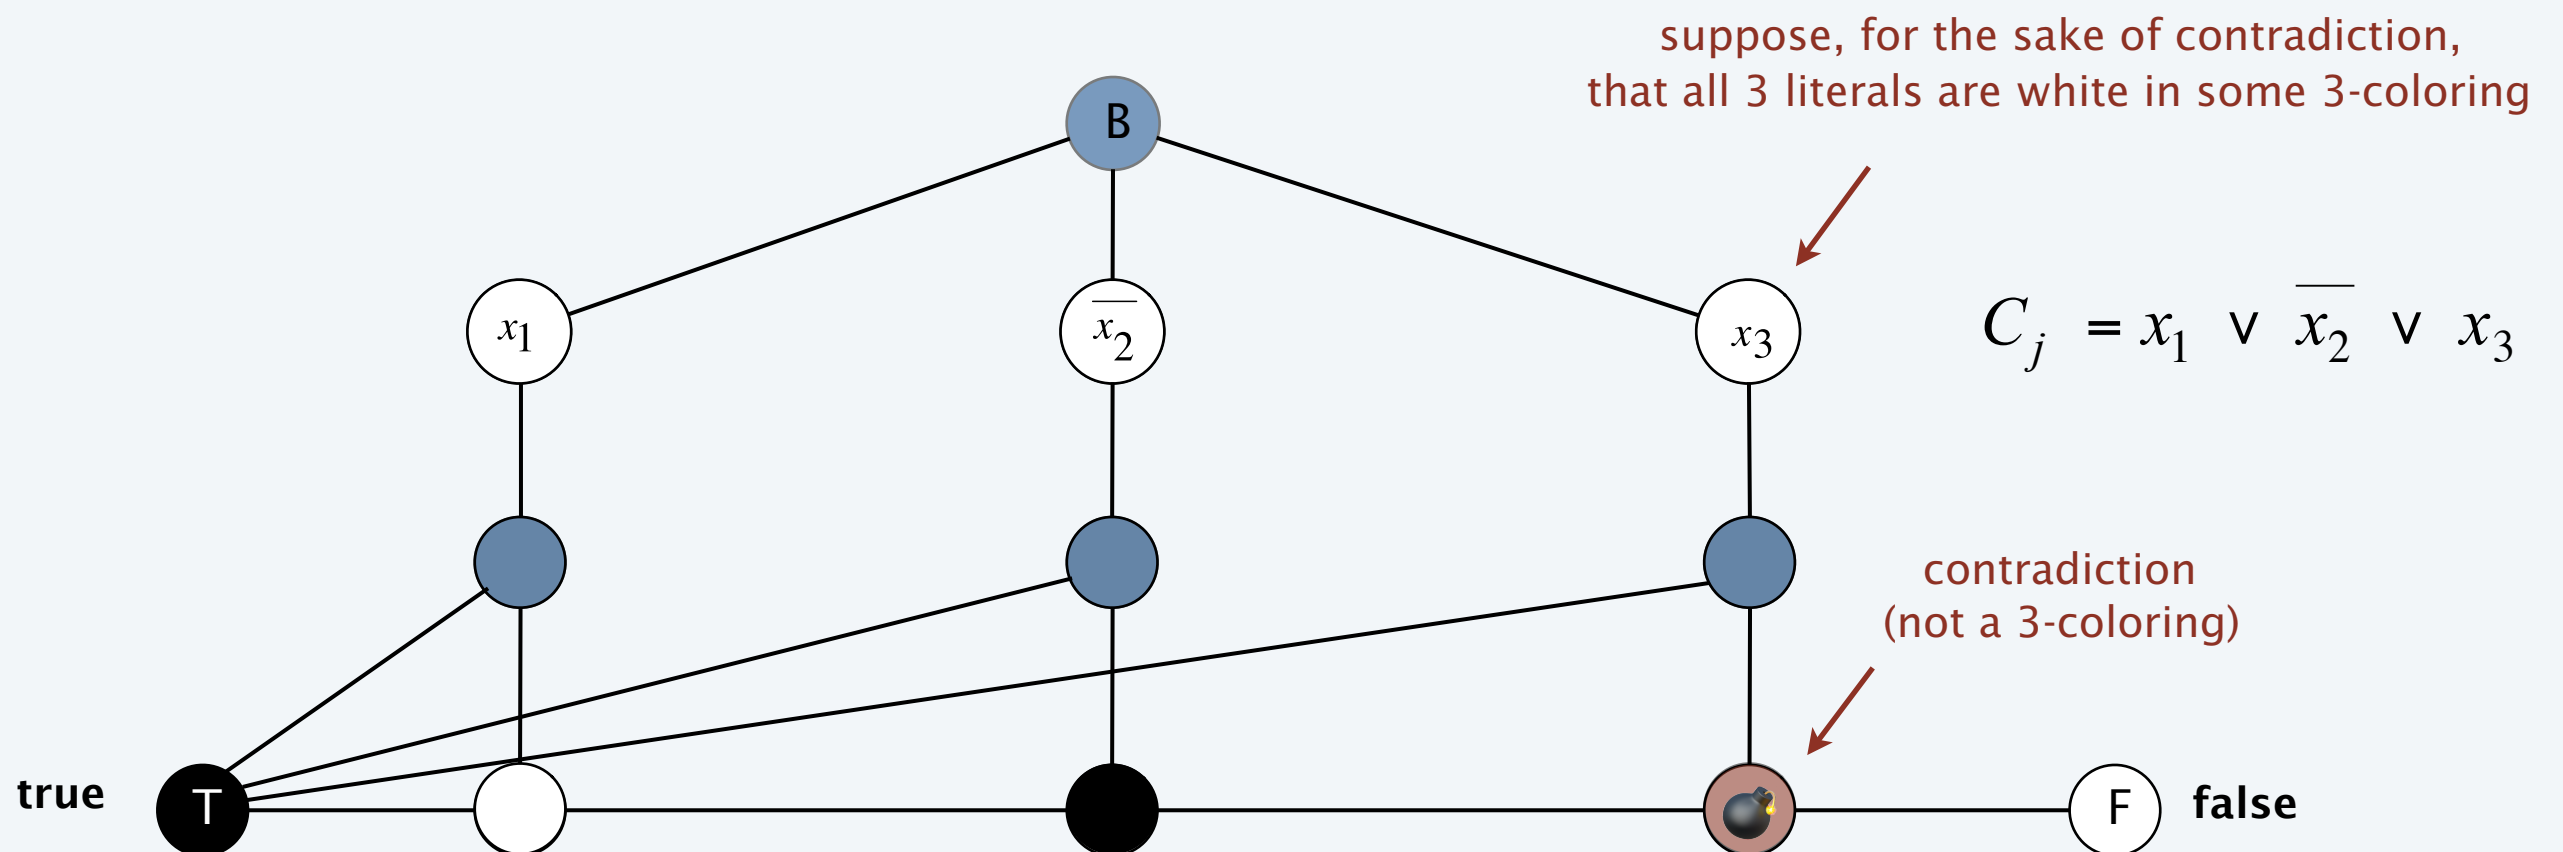 suppose, for the sake of contradiction,
that all 3 literals are white in some 3-coloring
B
x₁
x̅₂
x₃
Cⱼ = x₁ ∨ x̅₂ ∨ x₃
contradiction
(not a 3-coloring)
true T F false